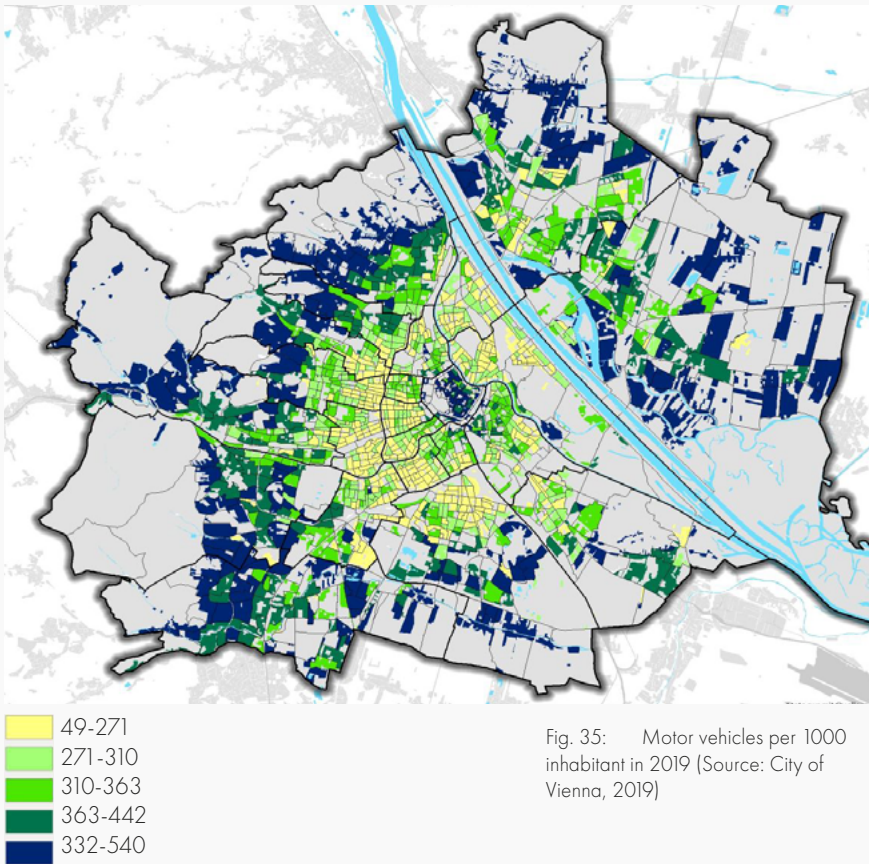 49-271
271-310
310-363
363-442
332-540
Fig. 35: Motor vehicles per 1000
inhabitant in 2019 (Source: City of
Vienna, 2019)